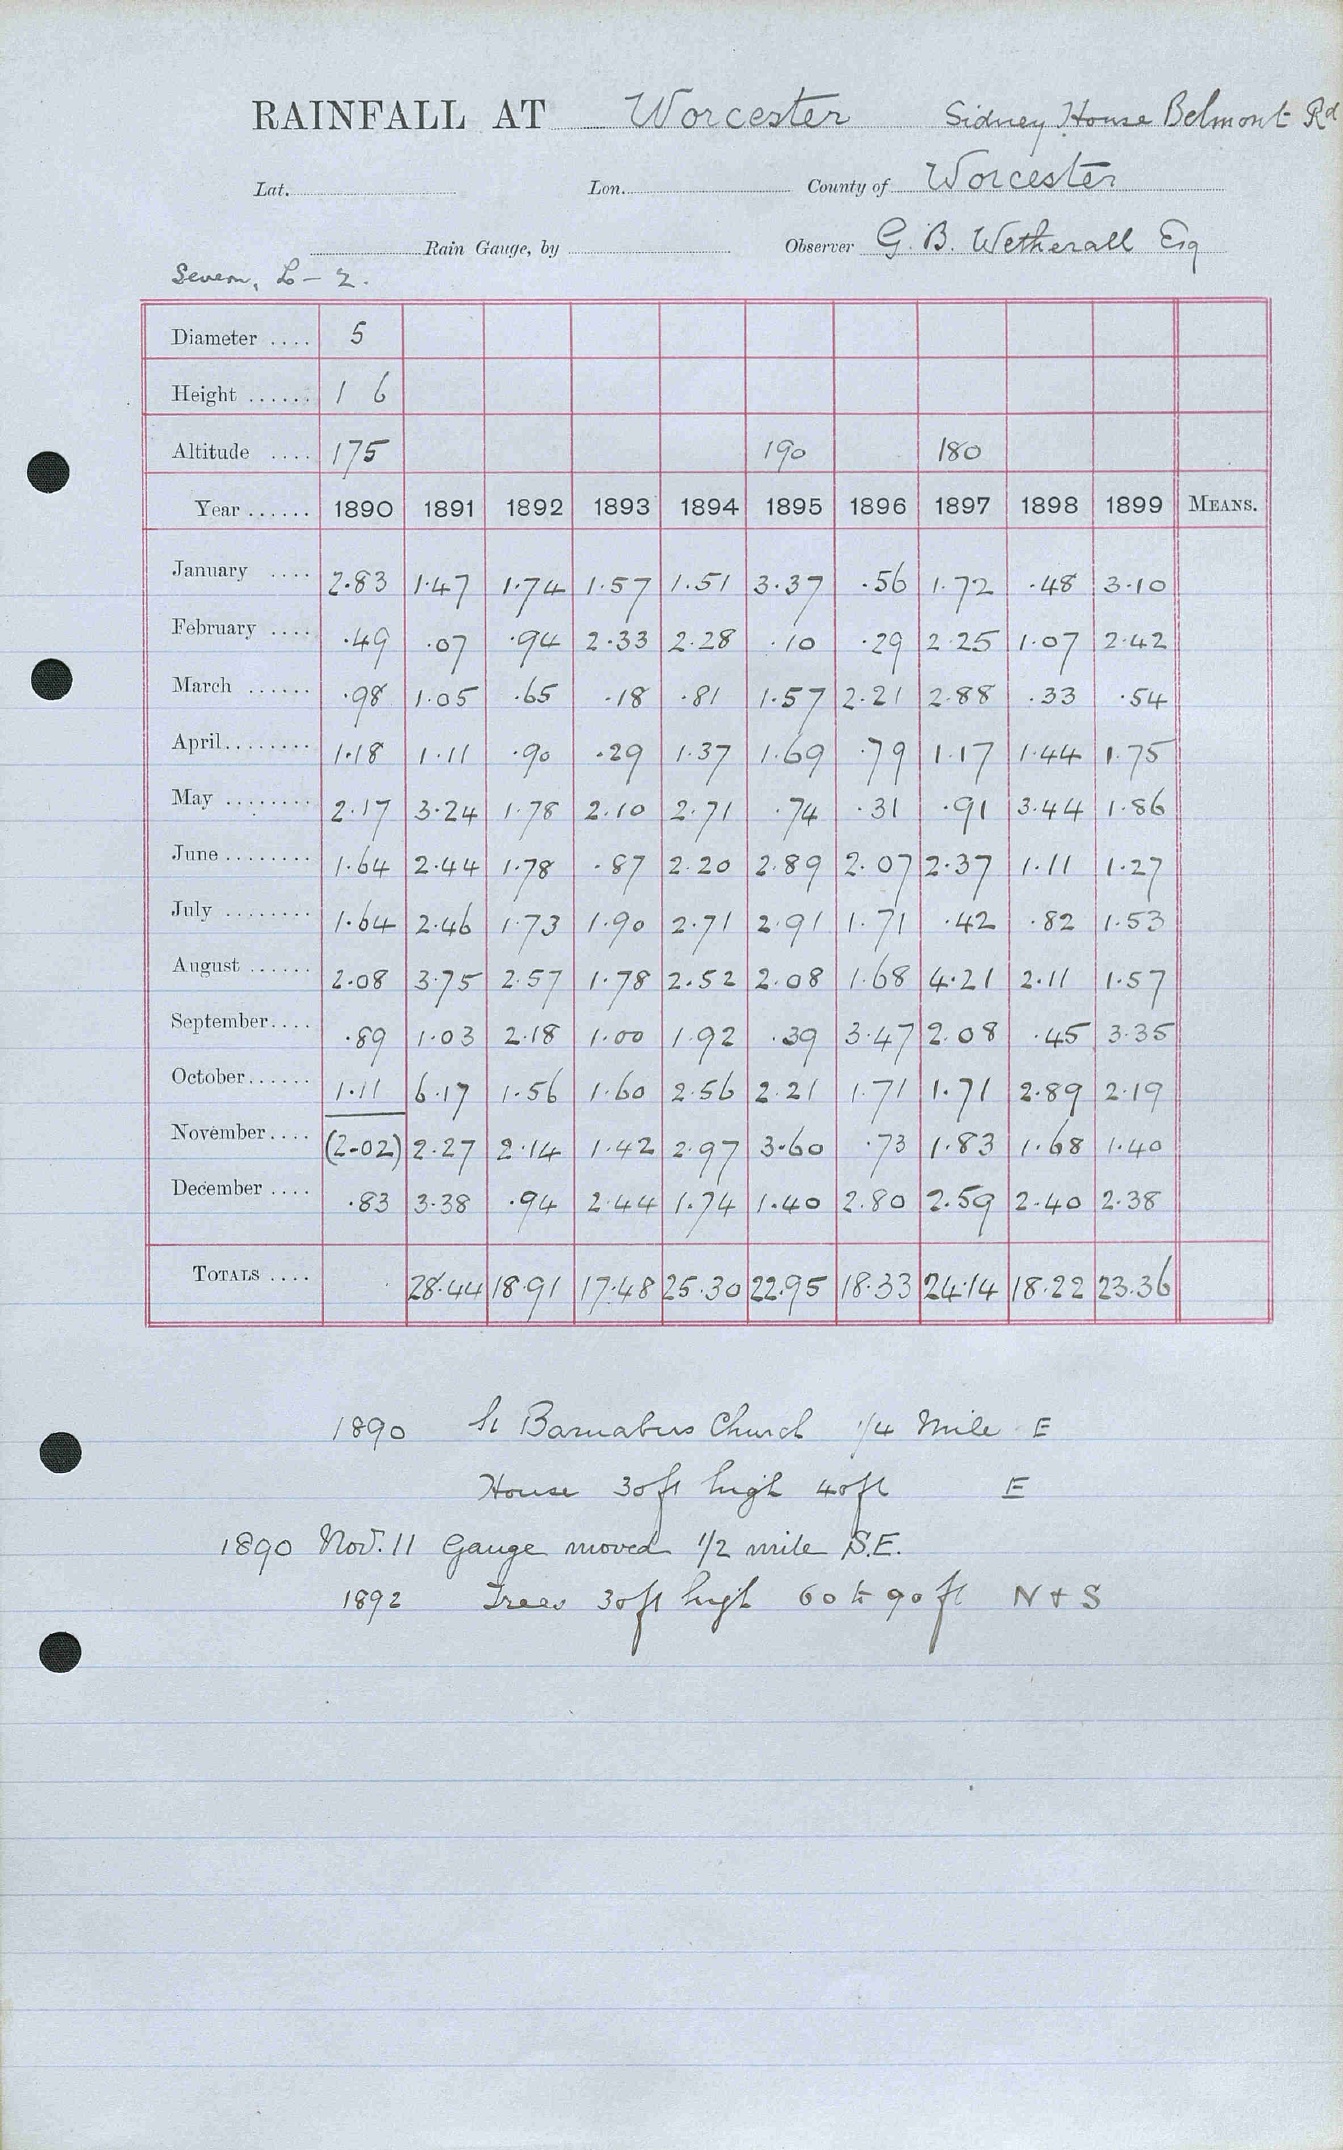 RAINFALL AT Worcester Sidney House Belmont Rd
Lat. Lon. County of Worcester
Rain Gauge, by Observer G. B. Wetherall Esq
Severn, L – 2.
Diameter .... 5
Height ...... 1 6
Altitude .... 175 190 180
Year ...... 1890 1891 1892 1893 1894 1895 1896 1897 1898 1899 MEANS.
January .... 2.83 1.47 1.74 1.57 1.51 3.37 .56 1.72 .48 3.10
February .... .49 .07 .94 2.33 2.28 .10 .29 2.25 1.07 2.42
March ...... .98 1.05 .65 .18 .81 1.57 2.21 2.88 .33 .54
April........ 1.18 1.11 .90 .29 1.37 1.69 .79 1.17 1.44 1.75
May ........ 2.17 3.24 1.78 2.10 2.71 .74 .31 .91 3.44 1.86
June ........ 1.64 2.44 1.78 .87 2.20 2.89 2.07 2.37 1.11 1.27
July ........ 1.64 2.46 1.73 1.90 2.71 2.91 1.71 .42 .82 1.53
August ...... 2.08 3.75 2.57 1.78 2.52 2.08 1.68 4.21 2.11 1.57
September.... .89 1.03 2.18 1.00 1.92 .39 3.47 2.08 .45 3.35
October...... 1.11 6.17 1.56 1.60 2.56 2.21 1.71 1.71 2.89 2.19
November.... (2.02) 2.27 2.14 1.42 2.97 3.60 .73 1.83 1.68 1.40
December .... .83 3.38 .94 2.44 1.74 1.40 2.80 2.59 2.40 2.38
TOTALS .... 28.44 18.91 17.48 25.30 22.95 18.33 24.14 18.22 23.36
1890 St Barnabus Church 1/4 Mile E
House 30ft high 40ft E
1890 Nov. 11 Gauge moved 1/2 mile S.E.
1892 Trees 30ft high 60 to 90 ft N + S